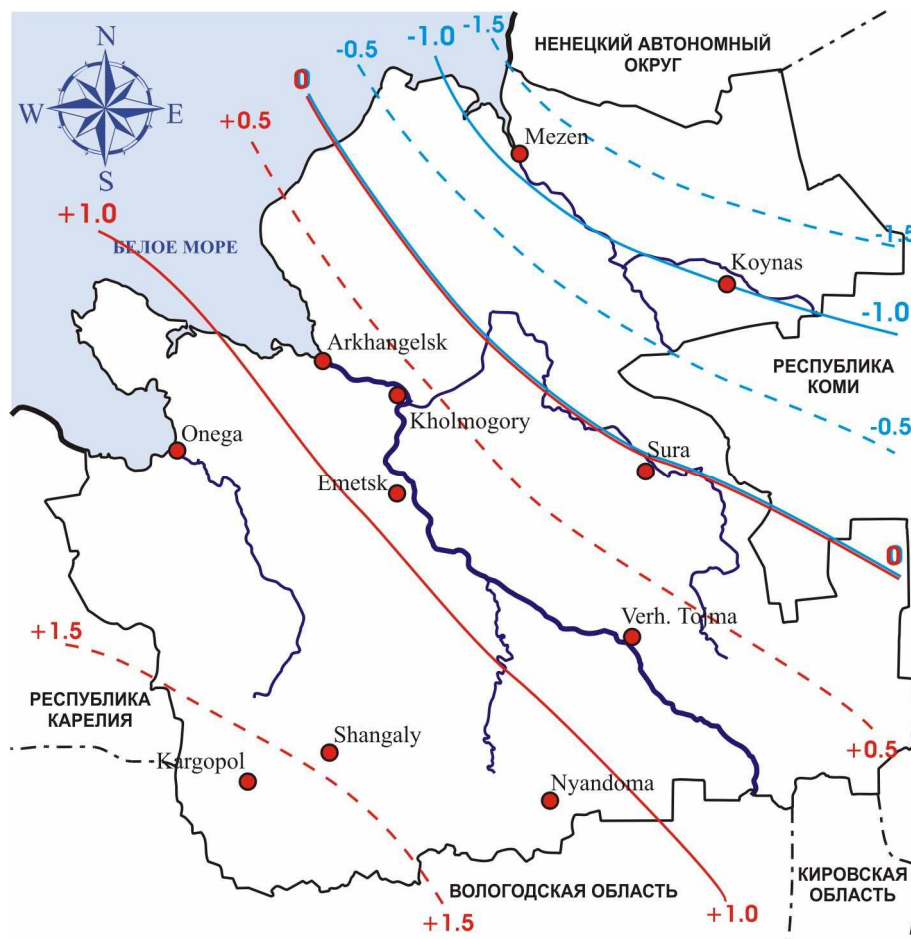 -1.5
-1.0
-0.5
НЕНЕЦКИЙ АВТОНОМНЫЙ
ОКРУГ
N
W
E
S
0
+0.5
Mezen
+1.0
БЕЛОЕ МОРЕ
-1.5
Koynas
-1.0
Arkhangelsk
РЕСПУБЛИКА
КОМИ
Kholmogory
-0.5
Onega
Sura
Emetsk
0
Verh. Tojma
+1.5
РЕСПУБЛИКА
КАРЕЛИЯ
Shangaly
+0.5
Kargopol
Nyandoma
ВОЛОГОДСКАЯ ОБЛАСТЬ
КИРОВСКАЯ
ОБЛАСТЬ
+1.5
+1.0